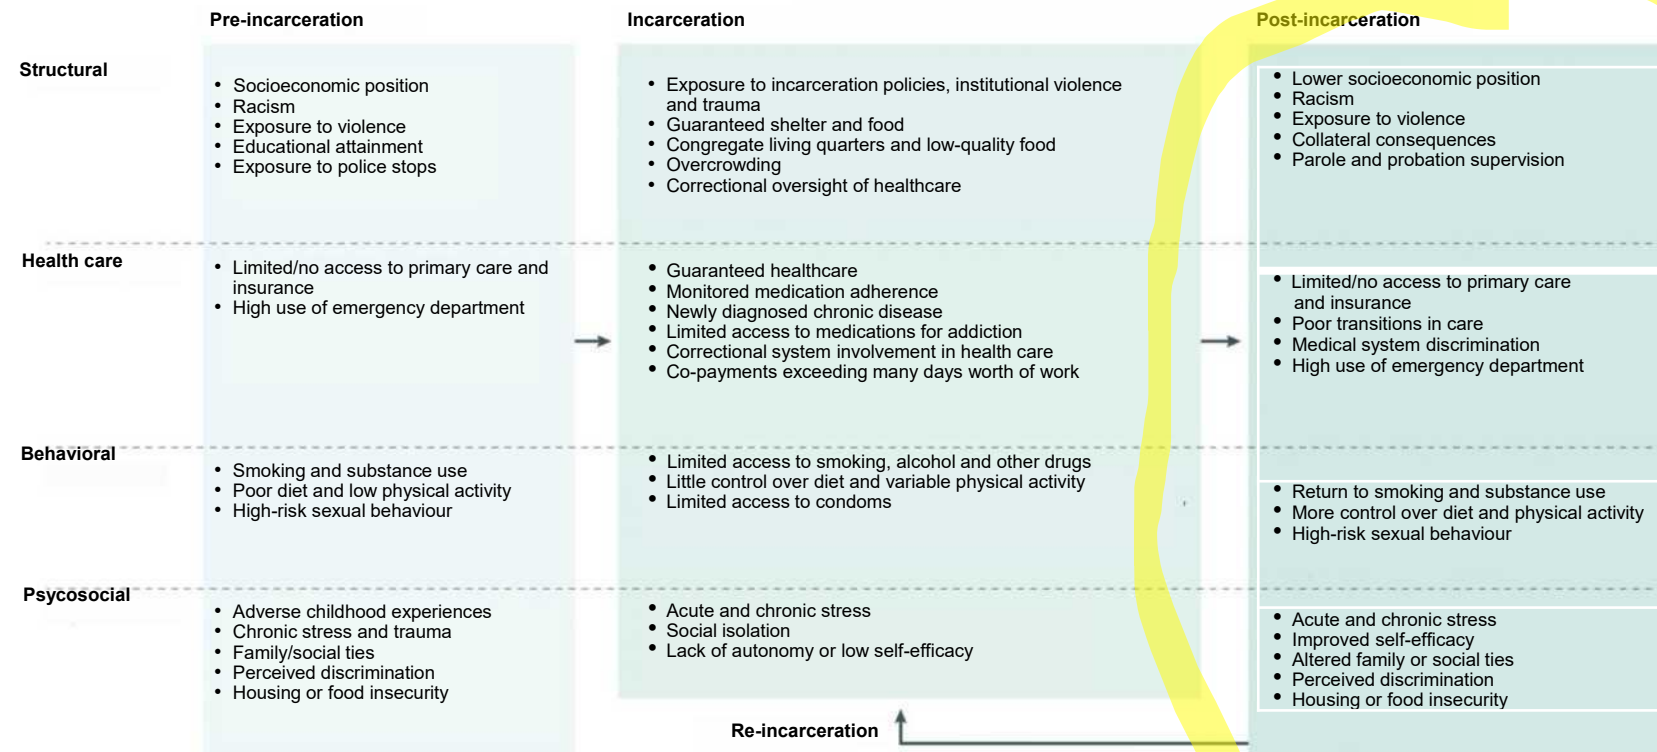 Pre-incarceration
Incarceration
Post-incarceration
Structural
• Socioeconomic position
• Racism
• Exposure to violence
• Educational attainment
• Exposure to police stops
• Exposure to incarceration policies, institutional violence
and trauma
• Guaranteed shelter and food
• Congregate living quarters and low-quality food
• Overcrowding
• Correctional oversight of healthcare
• Lower socioeconomic position
• Racism
• Exposure to violence
• Collateral consequences
• Parole and probation supervision
Health care
• Limited/no access to primary care and
insurance
• High use of emergency department
• Guaranteed healthcare
• Monitored medication adherence
• Newly diagnosed chronic disease
• Limited access to medications for addiction
• Correctional system involvement in health care
• Co-payments exceeding many days worth of work
• Limited/no access to primary care
and insurance
• Poor transitions in care
• Medical system discrimination
• High use of emergency department
Behavioral
• Smoking and substance use
• Poor diet and low physical activity
• High-risk sexual behaviour
• Limited access to smoking, alcohol and other drugs
• Little control over diet and variable physical activity
• Limited access to condoms
• Return to smoking and substance use
• More control over diet and physical activity
• High-risk sexual behaviour
Psycosocial
• Adverse childhood experiences
• Chronic stress and trauma
• Family/social ties
• Perceived discrimination
• Housing or food insecurity
• Acute and chronic stress
• Social isolation
• Lack of autonomy or low self-efficacy
• Acute and chronic stress
• Improved self-efficacy
• Altered family or social ties
• Perceived discrimination
• Housing or food insecurity
Re-incarceration